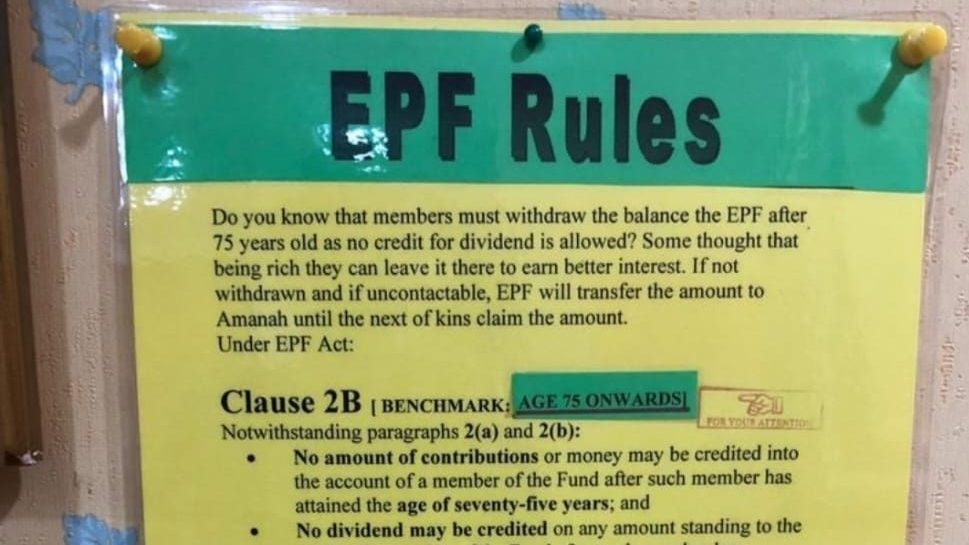 EPF Rules
Do you know that members must withdraw the balance the EPF after
75 years old as no credit for dividend is allowed? Some thought that
being rich they can leave it there to earn better interest. If not
withdrawn and if uncontactable, EPF will transfer the amount to
Amanah until the next of kins claim the amount.
Under EPF Act:
Clause 2B [ BENCHMARK: AGE 75 ONWARDS]
FOR YOUR ATTENTION
Notwithstanding paragraphs 2(a) and 2(b):
• No amount of contributions or money may be credited into
the account of a member of the Fund after such member has
attained the age of seventy-five years; and
• No dividend may be credited on any amount standing to the